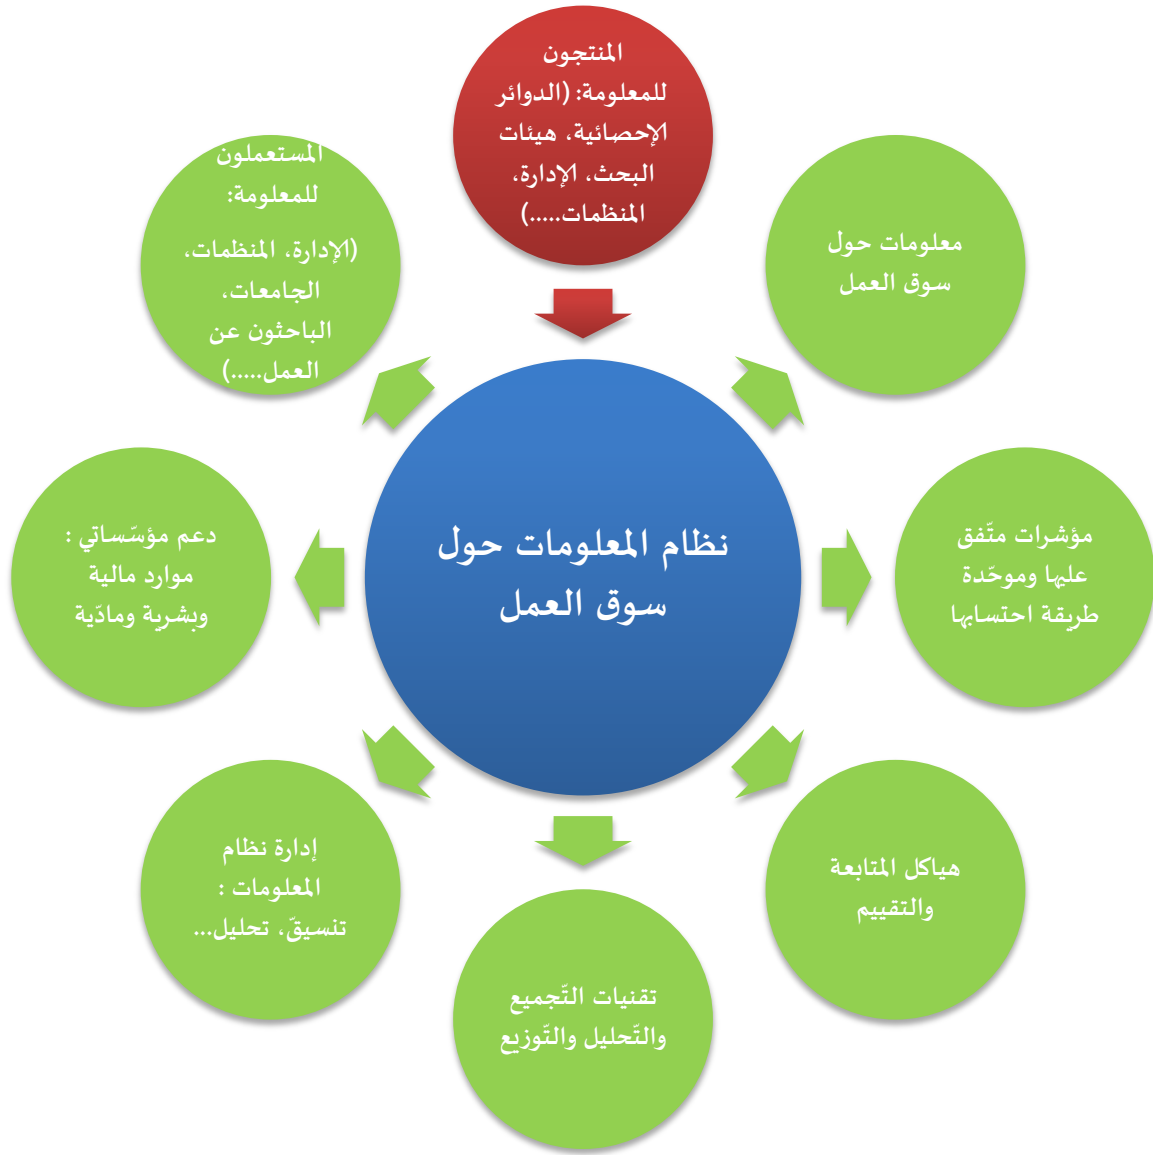 المنتجون
للمعلومة: (الدوائر
الإحصائية، هيئات
البحث، الإدارة،
المنظمات.....)
معلومات حول
سوق العمل
مؤشرات متّفق
عليها وموحّدة
طريقة احتسابها
هياكل المتابعة
والتقييم
تقنيات التّجميع
والتّحليل والتّوزيع
إدارة نظام
المعلومات :
تنسيقّ، تحليل...
دعم مؤسّساتي :
موارد مالية
وبشرية ومادّية
المستعملون
للمعلومة:
(الإدارة، المنظمات،
الجامعات،
الباحثون عن
العمل.....)
نظام المعلومات حول
سوق العمل